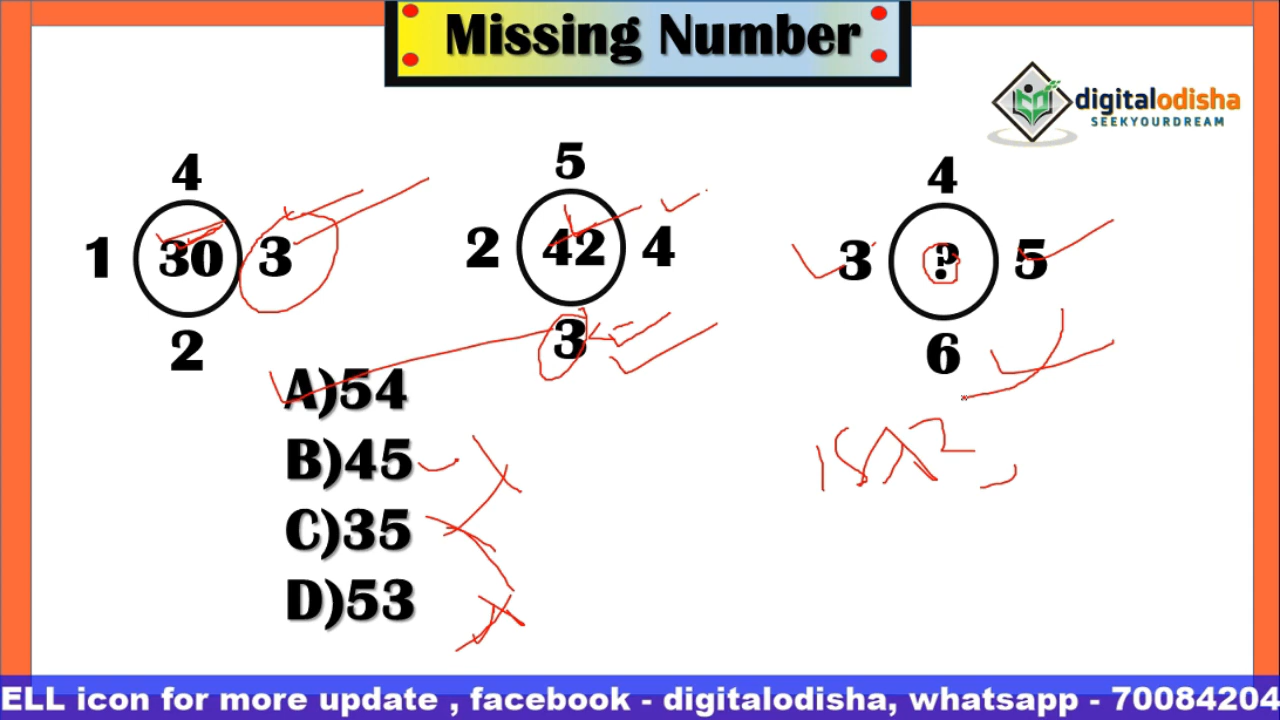 Missing Number
digitalodisha
SEEKYOURDREAM
4
1 30 3
2
5
2 42 4
3
4
3 ? 5
6
A)54
B)45
C)35
D)53
18x2
ELL icon for more update , facebook - digitalodisha, whatsapp - 70084204